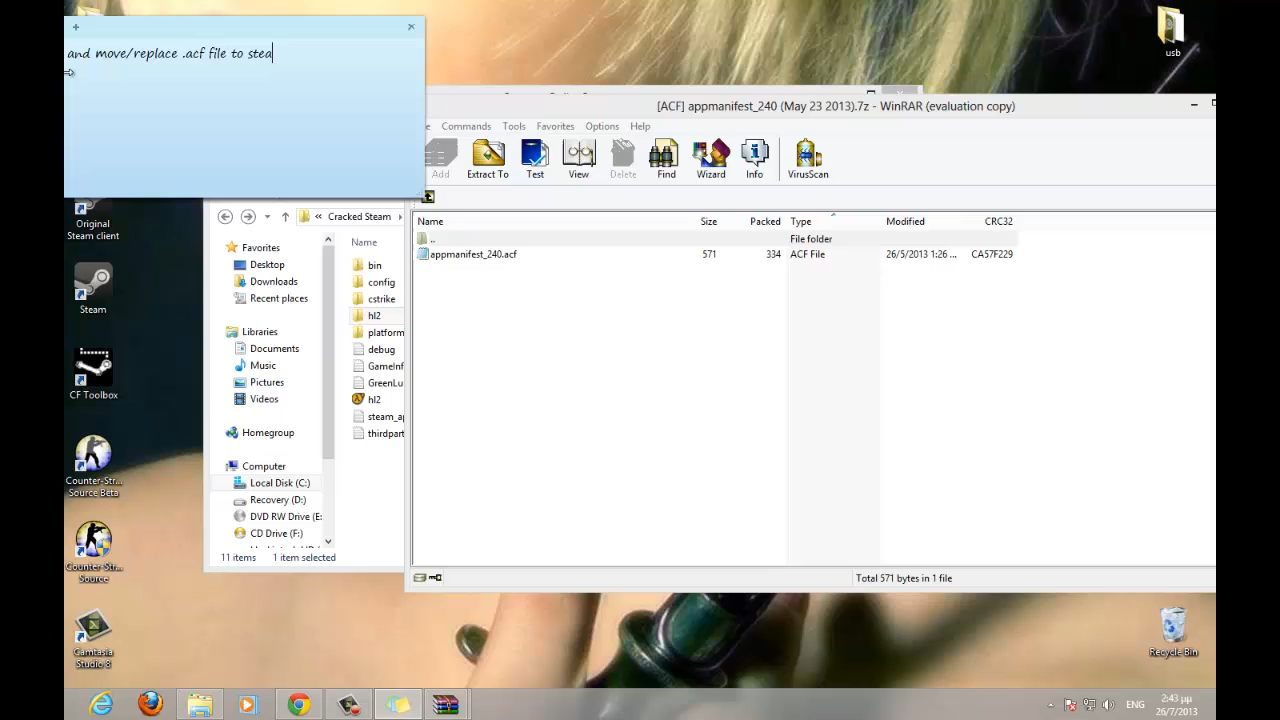 and move/replace .acf file to stea
usb
[ACF] appmanifest_240 (May 23 2013).7z - WinRAR (evaluation copy)
Commands Tools Favorites Options Help
Add Extract To Test View Delete Find Wizard Info VirusScan
Original
Steam client
Steam
CF Toolbox
Counter-Str...
Source Beta
Counter-Str...
Source
Camtasia
Studio 8
« Cracked Steam
Favorites
Desktop
Downloads
Recent places
Libraries
Documents
Music
Pictures
Videos
Homegroup
Computer
Local Disk (C:)
Recovery (D:)
DVD RW Drive (E:
CD Drive (F:)
Name
bin
config
cstrike
hl2
platform
debug
GameInf
GreenLu
hl2
steam_ap
thirdpart
11 items 1 item selected
Name Size Packed Type Modified CRC32
.. File folder
appmanifest_240.acf 571 334 ACF File 26/5/2013 1:26 ... CA57F229
Total 571 bytes in 1 file
Recycle Bin
ENG
2:43 μμ
26/7/2013